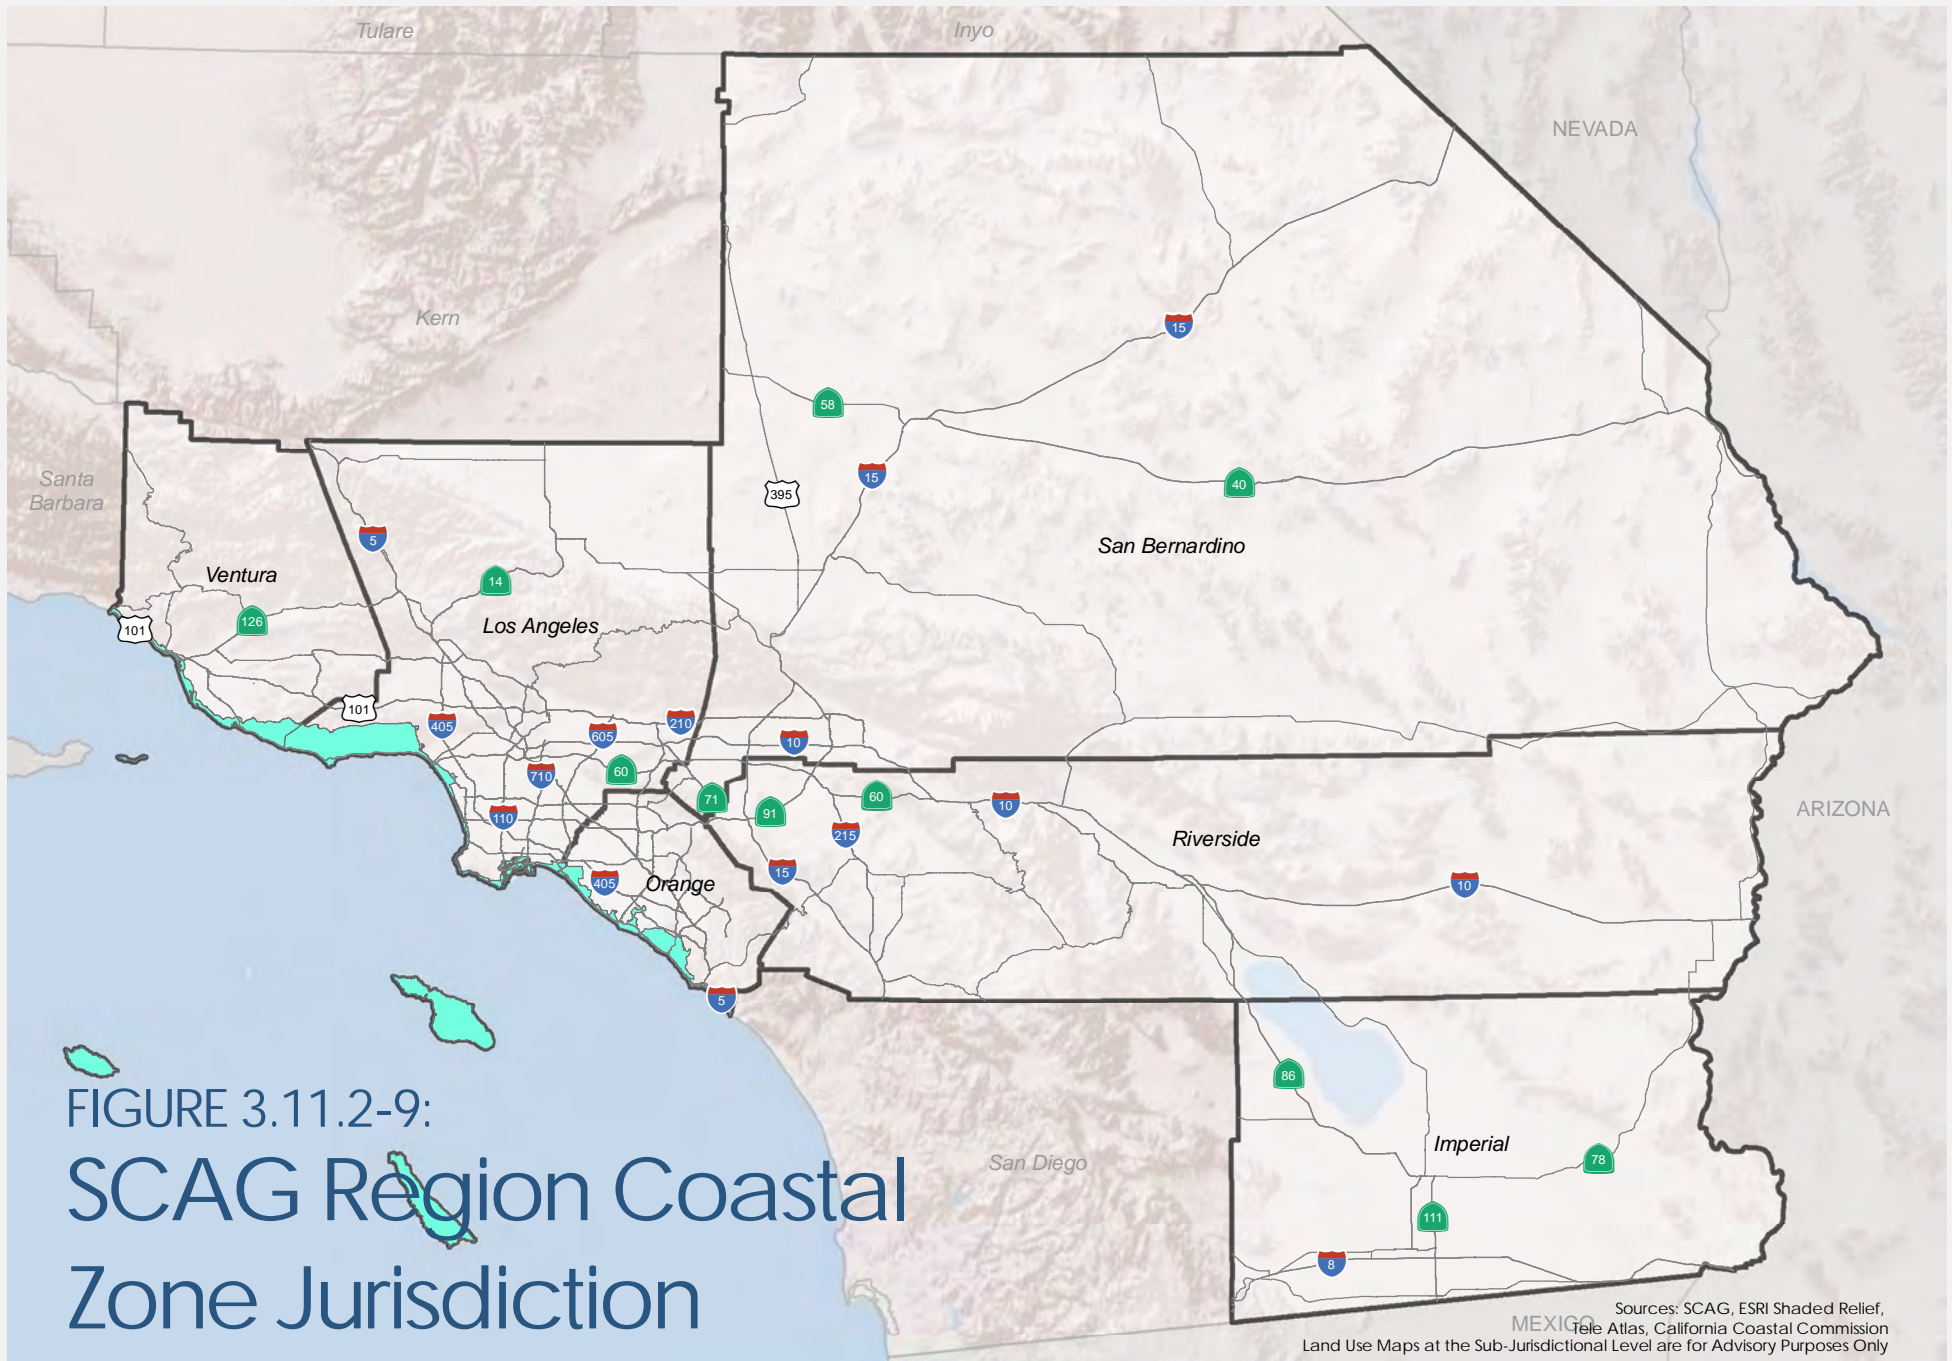 Tulare
Inyo
NEVADA
Kern
15
58
Santa
Barbara
395
15
40
5
San Bernardino
Ventura
14
126
Los Angeles
101
101
405
605
210
10
710
60
71
60
10
110
91
215
ARIZONA
Riverside
15
405
Orange
10
5
86
FIGURE 3.11.2-9:
SCAG Region Coastal
Zone Jurisdiction
Imperial
San Diego
78
111
8
MEXICO
Sources: SCAG, ESRI Shaded Relief,
Tele Atlas, California Coastal Commission
Land Use Maps at the Sub-Jurisdictional Level are for Advisory Purposes Only